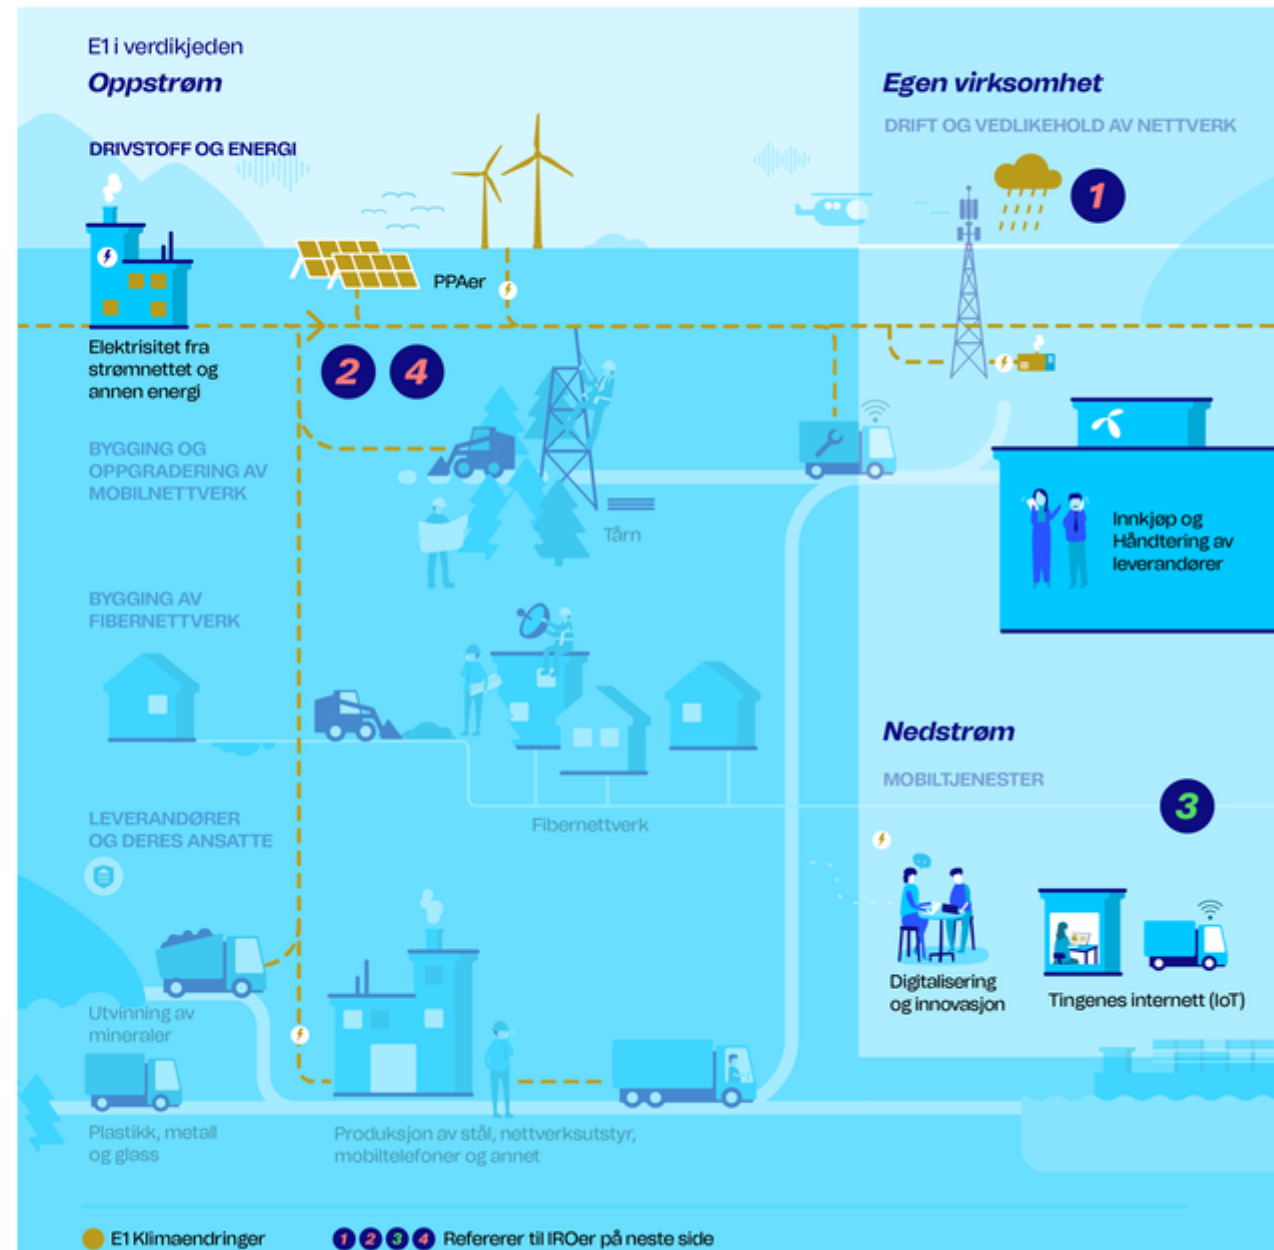 E1 i verdikjeden
Oppstrøm
DRIVSTOFF OG ENERGI
PPAer
Elektrisitet fra
strømnettet og
annen energi
2 4
BYGGING OG
OPPGRADERING AV
MOBILNETTVERK
Tårn
BYGGING AV
FIBERNETTVERK
Fibernettverk
LEVERANDØRER
OG DERES ANSATTE
Utvinning av
mineraler
Plastikk, metall
og glass
Produksjon av stål, nettverksutstyr,
mobiltelefoner og annet
Egen virksomhet
DRIFT OG VEDLIKEHOLD AV NETTVERK
1
Innkjøp og
Håndtering av
leverandører
Nedstrøm
MOBILTJENESTER
3
Digitalisering
og innovasjon
Tingenes internett (IoT)
E1 Klimaendringer
1 2 3 4 Refererer til IROer på neste side